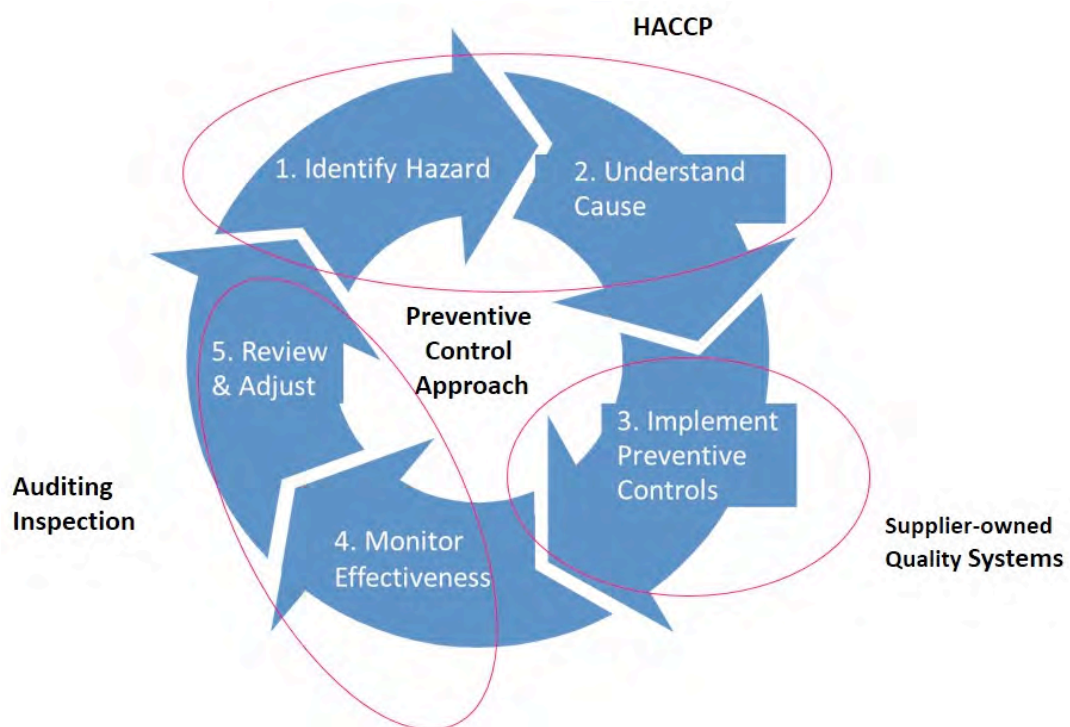 HACCP
1. Identify Hazard
2. Understand
Cause
Preventive
Control
Approach
3. Implement
Preventive
Controls
Supplier-owned
Quality Systems
4. Monitor
Effectiveness
5. Review
& Adjust
Auditing
Inspection